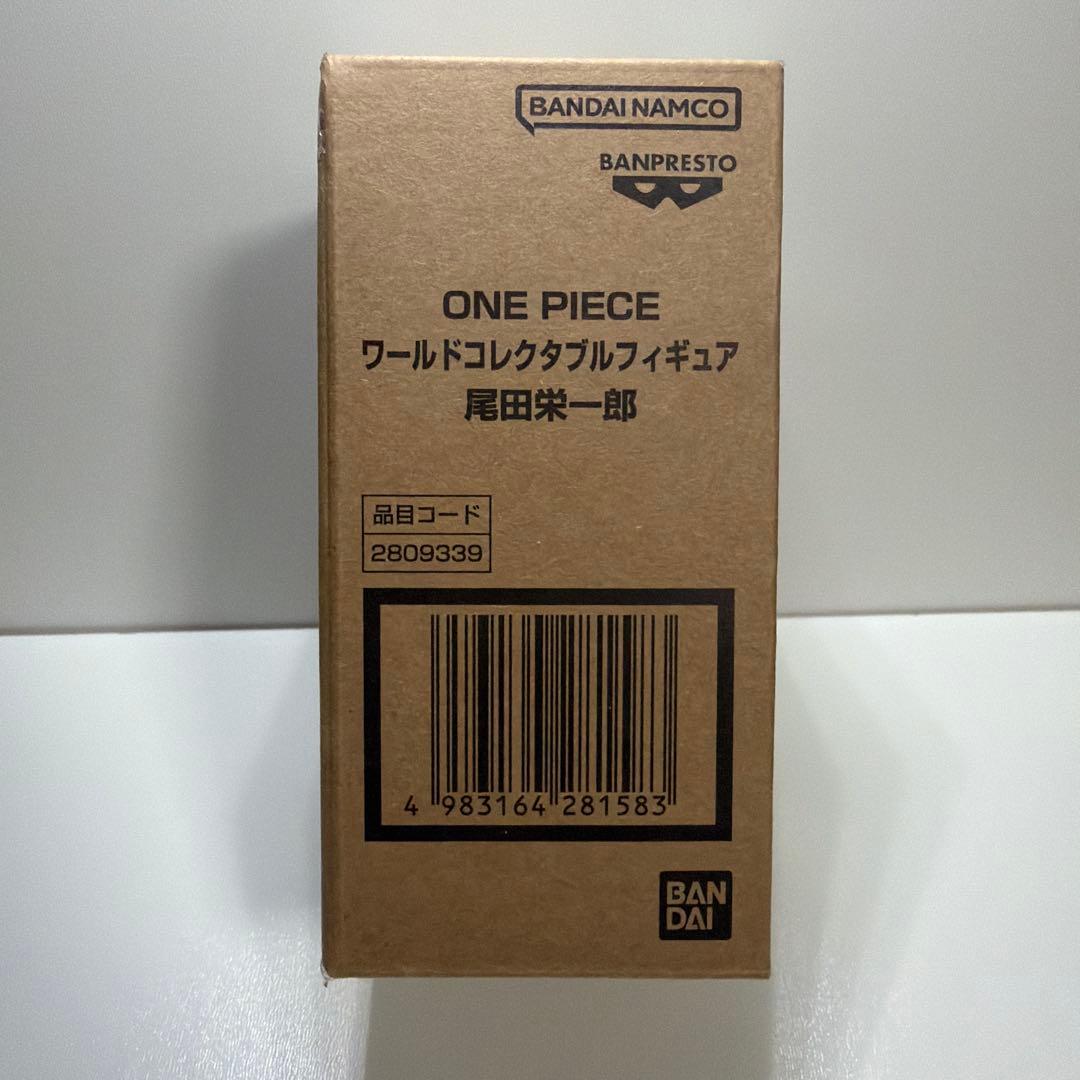 BANDAI NAMCO
BANPRESTO
ONE PIECE
ワールドコレクタブルフィギュア
尾田栄一郎
品目コード
2809339
4 983164 281583
BAN
DAI